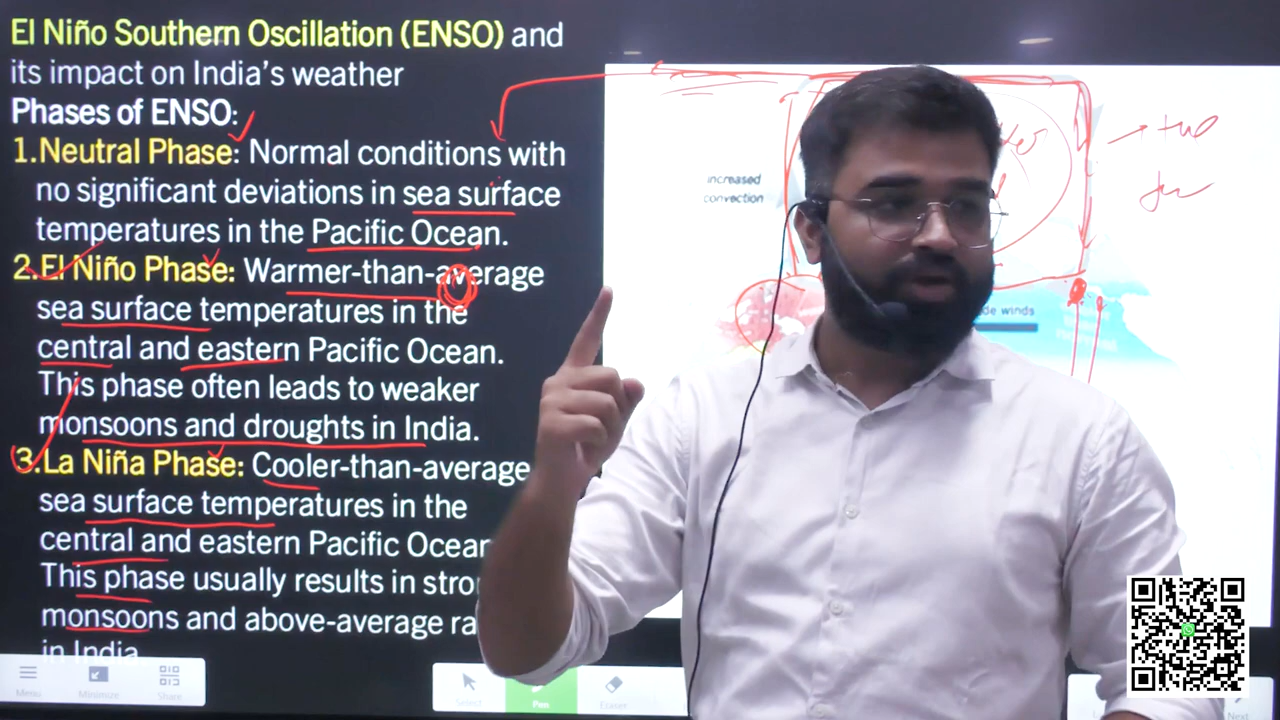 El Niño Southern Oscillation (ENSO) and
its impact on India's weather
Phases of ENSO:
1.Neutral Phase: Normal conditions with
no significant deviations in sea surface
temperatures in the Pacific Ocean.
2.El Niño Phase: Warmer-than-average
sea surface temperatures in the
central and eastern Pacific Ocean.
This phase often leads to weaker
monsoons and droughts in India.
3.La Niña Phase: Cooler-than-average
sea surface temperatures in the
central and eastern Pacific Ocean
This phase usually results in
monsoons and above-average
in India
increased
convection
winds
Menu
Minimize
Share
Select
Pen
Eraser
Next